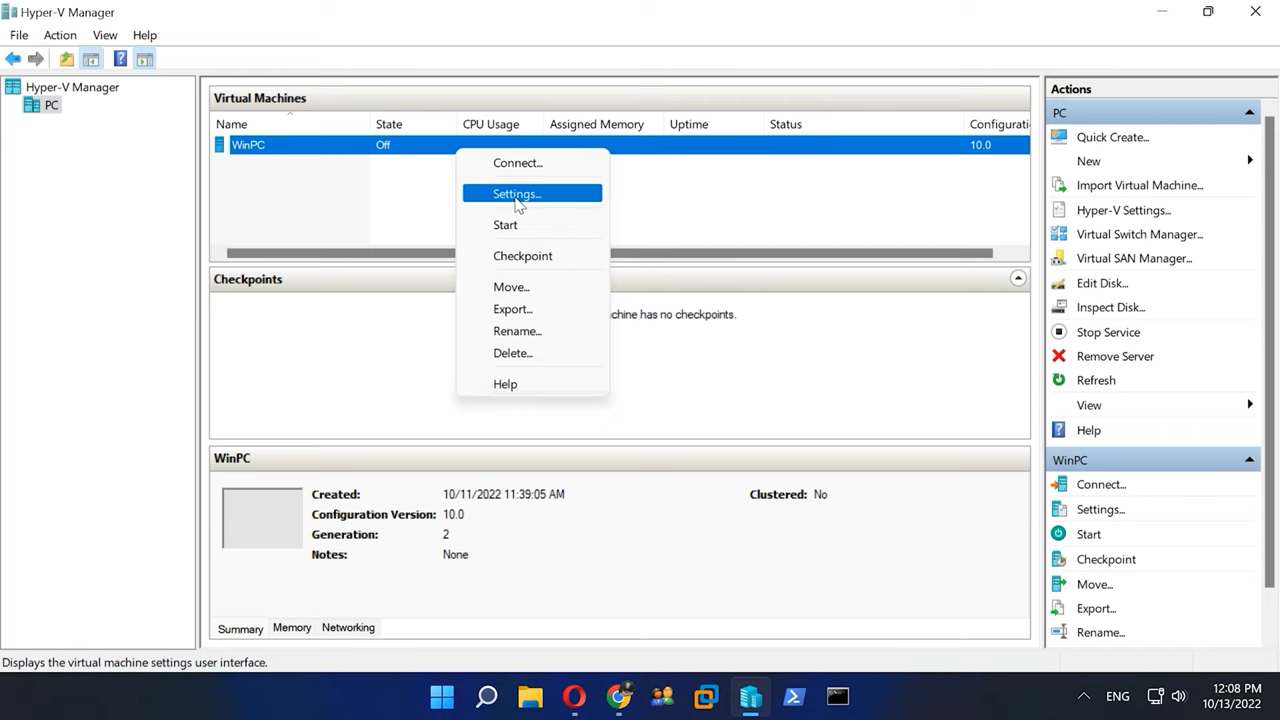 Hyper-V Manager
File Action View Help
Hyper-V Manager
PC
Virtual Machines
Name State CPU Usage Assigned Memory Uptime Status Configurati
WinPC Off 10.0
Connect...
Settings...
Start
Checkpoint
Move...
Export...
Rename...
Delete...
Help
Checkpoints
chine has no checkpoints.
WinPC
Created: 10/11/2022 11:39:05 AM Clustered: No
Configuration Version: 10.0
Generation: 2
Notes: None
Summary Memory Networking
Actions
PC
Quick Create...
New
Import Virtual Machine...
Hyper-V Settings...
Virtual Switch Manager...
Virtual SAN Manager...
Edit Disk...
Inspect Disk...
Stop Service
Remove Server
Refresh
View
Help
WinPC
Connect...
Settings...
Start
Checkpoint
Move...
Export...
Rename...
Displays the virtual machine settings user interface.
ENG
12:08 PM
10/13/2022